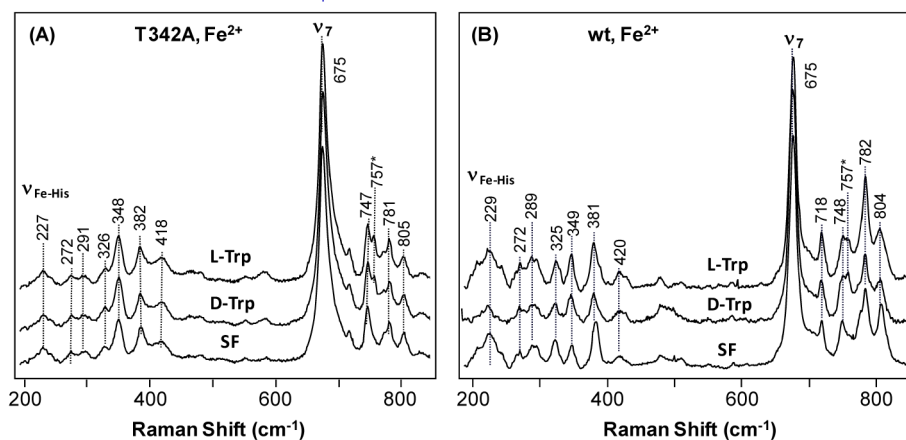 (A)
T342A, Fe²⁺
ν₇
675
ν Fe-His
227
272
291
326
348
382
418
747
757*
781
805
L-Trp
D-Trp
SF
200
400
600
800
Raman Shift (cm⁻¹)
(B)
wt, Fe²⁺
ν₇
675
ν Fe-His
229
272
289
325
349
381
420
718
748
757*
782
804
L-Trp
D-Trp
SF
200
400
600
800
Raman Shift (cm⁻¹)